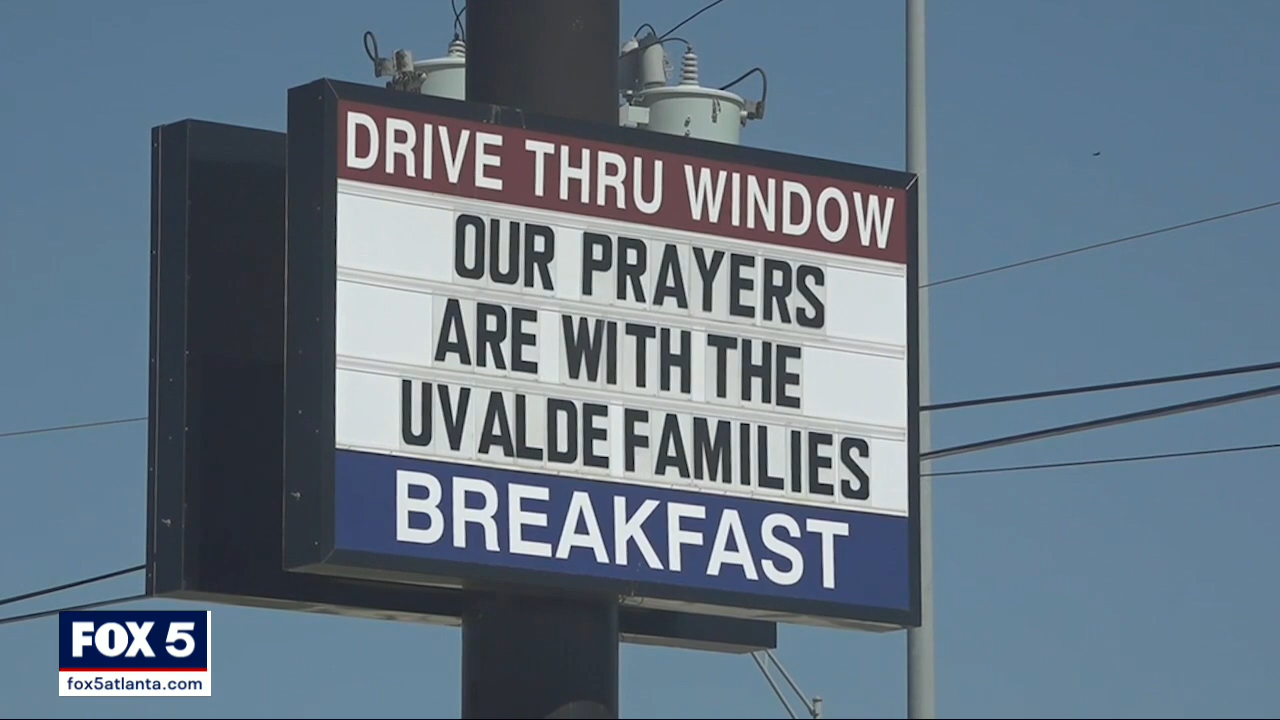 DRIVE THRU WINDOW
OUR PRAYERS
ARE WITH THE
UVALDE FAMILIES
BREAKFAST
FOX 5
fox5atlanta.com